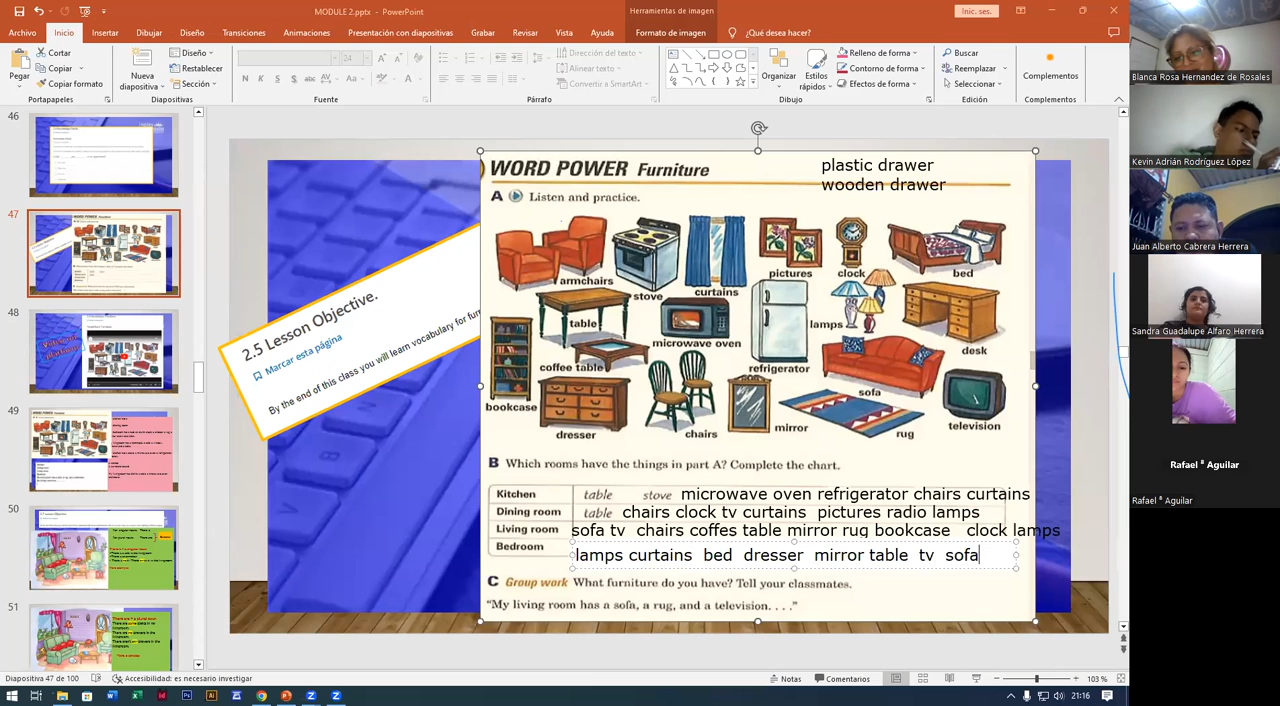 MODULE 2.pptx - PowerPoint
Herramientas de imagen
Inic. ses.
Archivo Inicio Insertar Dibujar Diseño Transiciones Animaciones Presentación con diapositivas Grabar Revisar Vista Ayuda Formato de imagen ¿Qué desea hacer?
Pegar
Cortar
Copiar
Copiar formato
Portapapeles
Nueva diapositiva
Diseño
Restablecer
Sección
Diapositivas
24
N K S S abc AV Aa A
Fuente
Dirección del texto
Alinear texto
Convertir a SmartArt
Párrafo
Organizar
Estilos rápidos
Relleno de forma
Contorno de forma
Efectos de forma
Dibujo
Buscar
Reemplazar
Seleccionar
Edición
Complementos
Complementos
46
47
48
49
50
51
2.5 Lesson Objective.
Marcar esta página
By the end of this class you will learn vocabulary for fur
WORD POWER Furniture
plastic drawer
wooden drawer
A Listen and practice.
armchairs
stove
curtains
pictures
clock
bed
table
microwave oven
refrigerator
lamps
desk
coffee table
bookcase
dresser
chairs
mirror
sofa
rug
television
B Which rooms have the things in part A? Complete the chart.
Kitchen table stove microwave oven refrigerator chairs curtains
Dining room table chairs clock tv curtains pictures radio lamps
Living room sofa tv chairs coffee table mirror rug bookcase clock lamps
Bedroom lamps curtains bed dresser mirror table tv sofa
C Group work What furniture do you have? Tell your classmates.
"My living room has a sofa, a rug, and a television. . . ."
Blanca Rosa Hernandez de Rosales
Kevin Adrián Rodríguez López
Juan Alberto Cabrera Herrera
Sandra Guadalupe Alfaro Herrera
Rafael ª Aguilar
Rafael ª Aguilar
Diapositiva 47 de 100
Accesibilidad: es necesario investigar
Notas
Comentarios
103 %
21:16